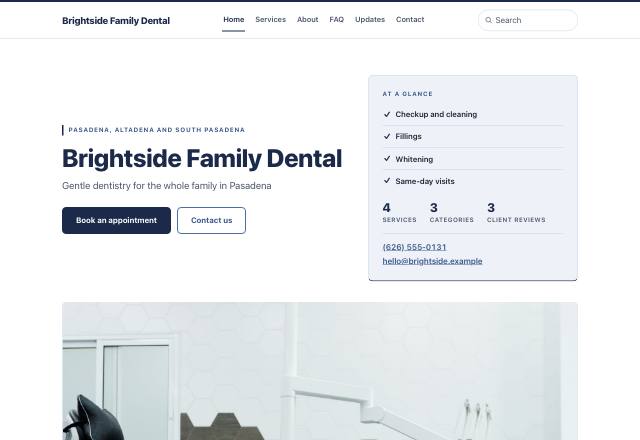 Brightside Family Dental
Home Services About FAQ Updates Contact
Search
PASADENA, ALTADENA AND SOUTH PASADENA
Brightside Family Dental
Gentle dentistry for the whole family in Pasadena
Book an appointment
Contact us
AT A GLANCE
Checkup and cleaning
Fillings
Whitening
Same-day visits
4 3 3
SERVICES CATEGORIES CLIENT REVIEWS
(626) 555-0131
hello@brightside.example